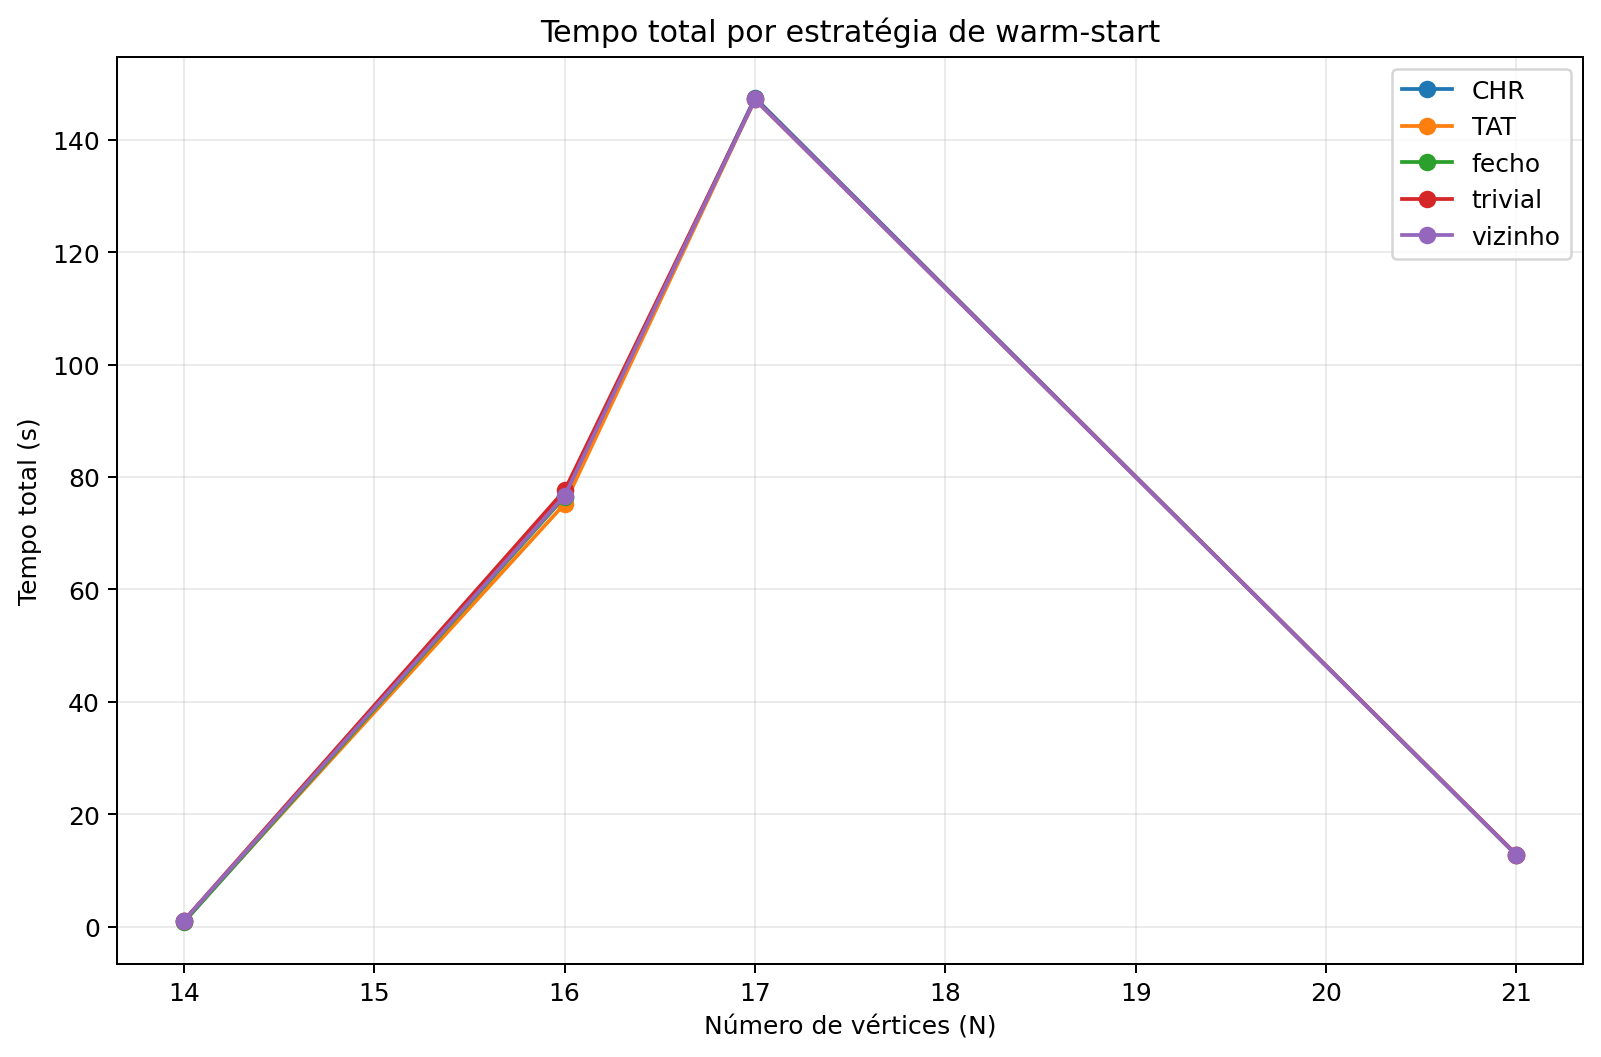 Tempo total por estratégia de warm-start
CHR
TAT
fecho
trivial
vizinho
Tempo total (s)
140
120
100
80
60
40
20
0
14 15 16 17 18 19 20 21
Número de vértices (N)